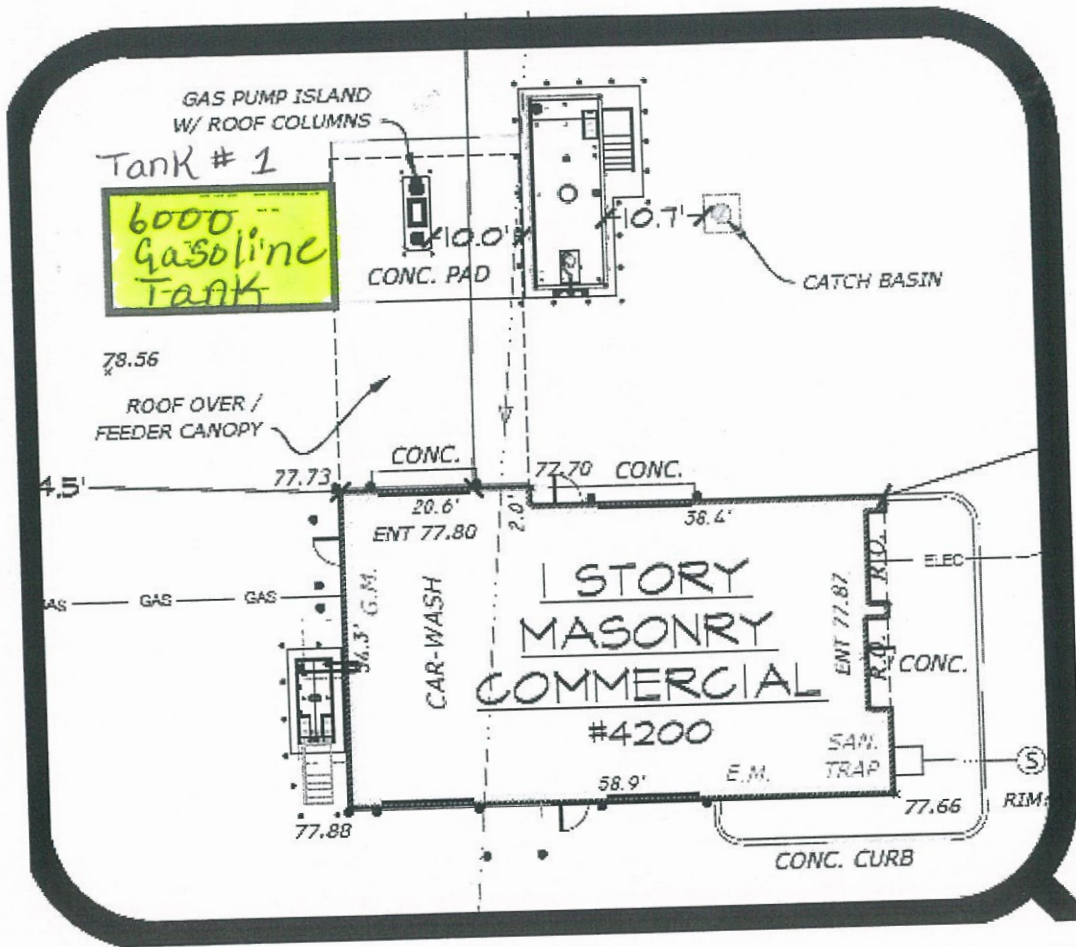 GAS PUMP ISLAND
W/ ROOF COLUMNS
Tank # 1
6000
Gasoline
Tank
10.0'
10.7'
CONC. PAD
CATCH BASIN
78.56
ROOF OVER /
FEEDER CANOPY
4.5'
77.73
CONC.
77.70
CONC.
20.6'
2.0'
38.4'
ENT 77.80
GAS
GAS
G.M.
54.3'
CAR-WASH
1 STORY
MASONRY
COMMERCIAL
#4200
ENT 77.87
R.O.
R.O.
ELEC
CONC.
SAN.
TRAP
E.M.
58.9'
S
RIM:
77.66
77.88
CONC. CURB